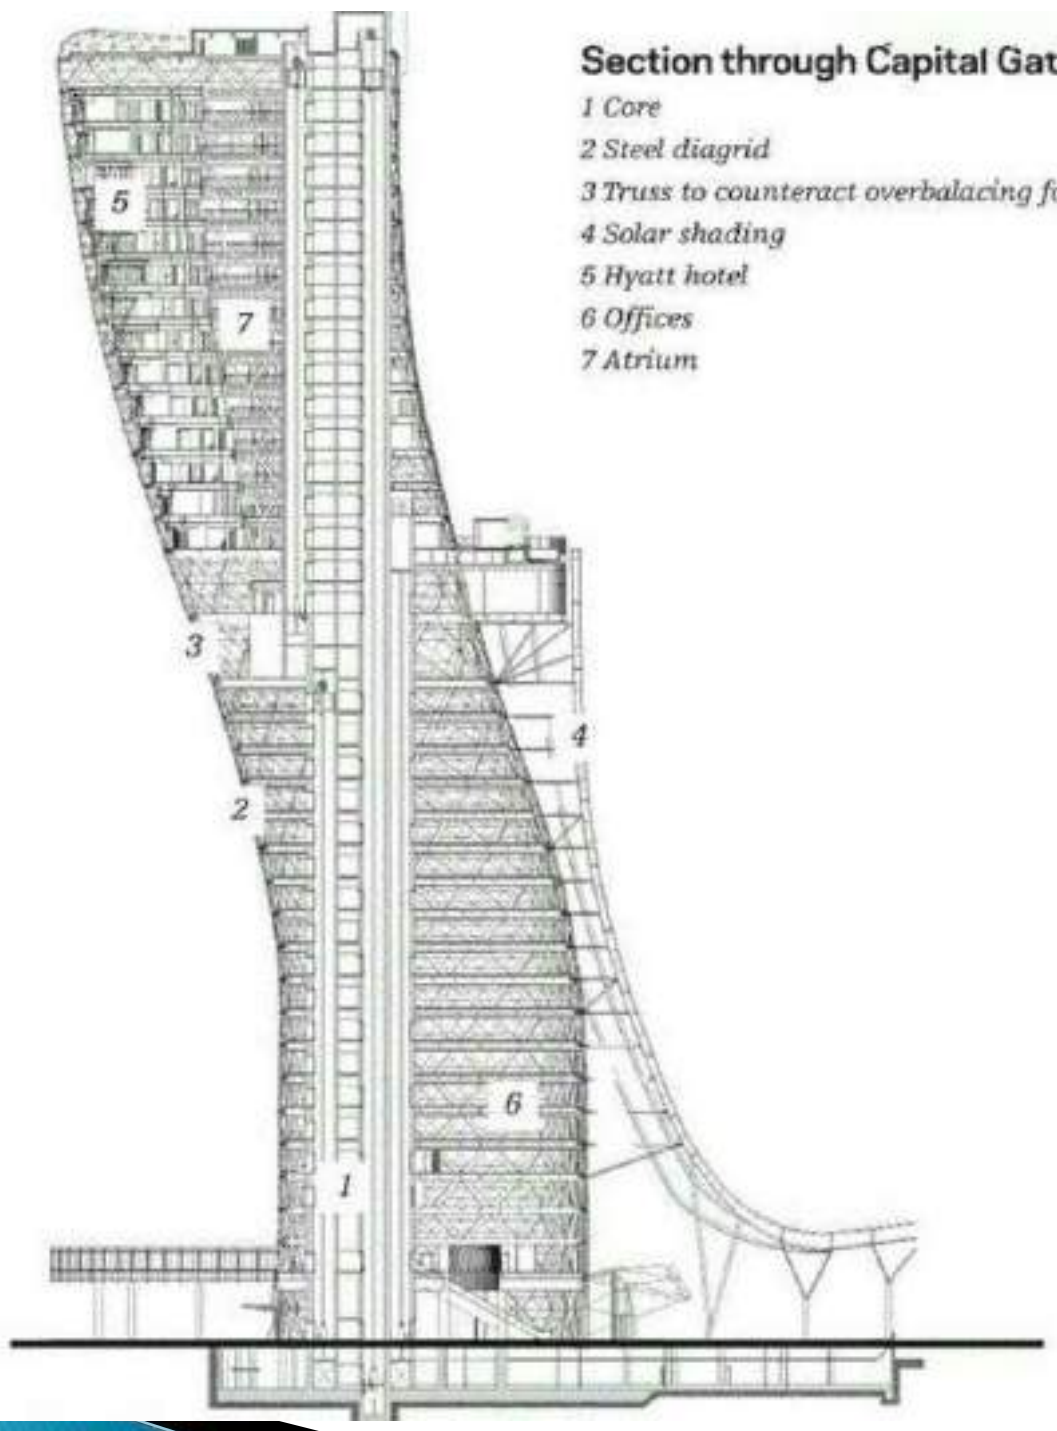 Section through Capital Gat
1 Core
2 Steel diagrid
3 Truss to counteract overbalacing fo
4 Solar shading
5 Hyatt hotel
6 Offices
7 Atrium
5
7
3
4
2
6
1